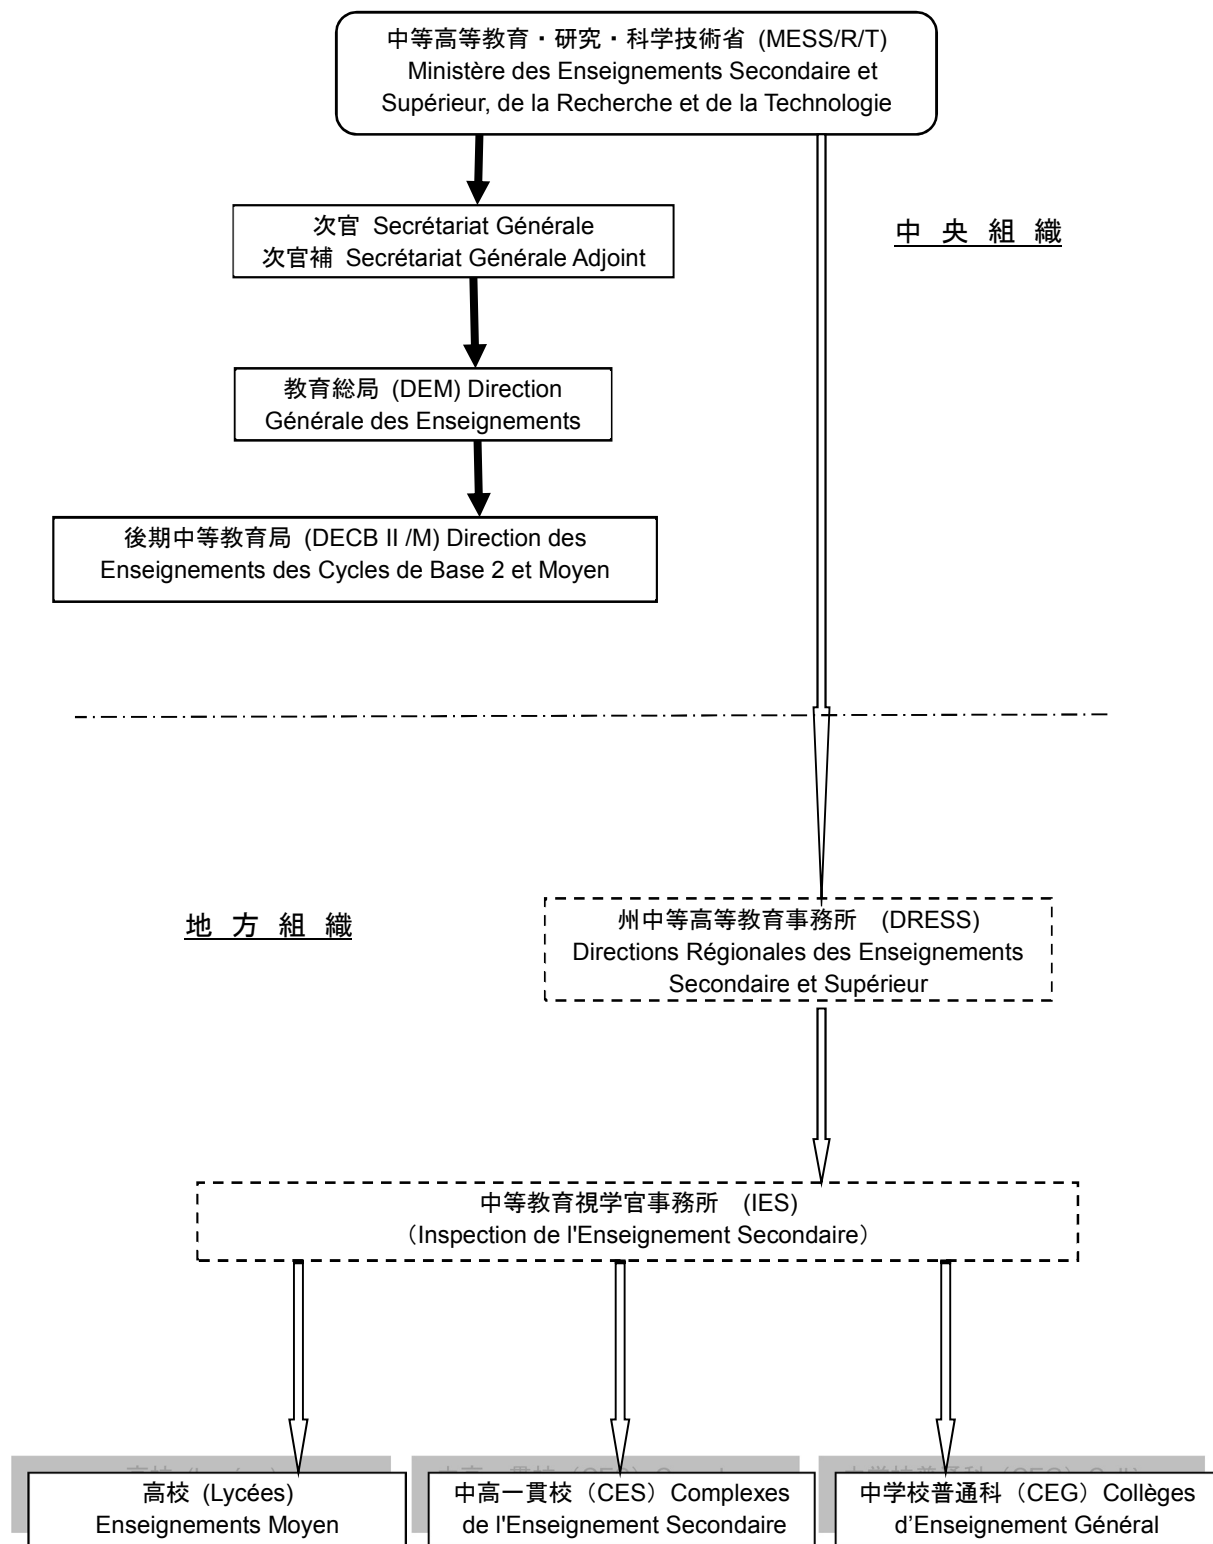 中等高等教育・研究・科学技術省 (MESS/R/T)
Ministère des Enseignements Secondaire et
Supérieur, de la Recherche et de la Technologie
次官 Secrétariat Générale
次官補 Secrétariat Générale Adjoint
中 央 組 織
教育総局 (DEM) Direction
Générale des Enseignements
後期中等教育局 (DECB II /M) Direction des
Enseignements des Cycles de Base 2 et Moyen
地 方 組 織
州中等高等教育事務所 (DRESS)
Directions Régionales des Enseignements
Secondaire et Supérieur
中等教育視学官事務所 (IES)
（Inspection de l'Enseignement Secondaire）
高校 (Lycées)
Enseignements Moyen
中高一貫校（CES）Complexes
de l'Enseignement Secondaire
中学校普通科（CEG）Collèges
d’Enseignement Général